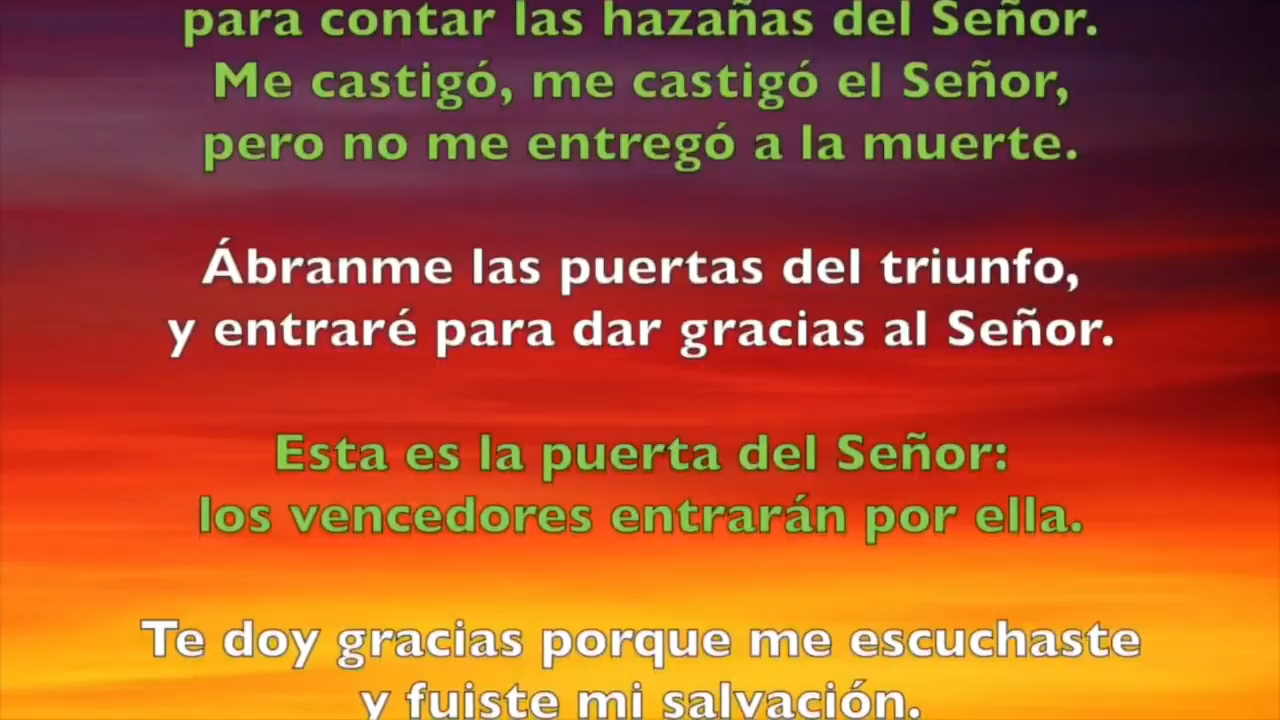 para contar las hazañas del Señor.
Me castigó, me castigó el Señor,
pero no me entregó a la muerte.
Ábranme las puertas del triunfo,
y entraré para dar gracias al Señor.
Esta es la puerta del Señor:
los vencedores entrarán por ella.
Te doy gracias porque me escuchaste
y fuiste mi salvación.